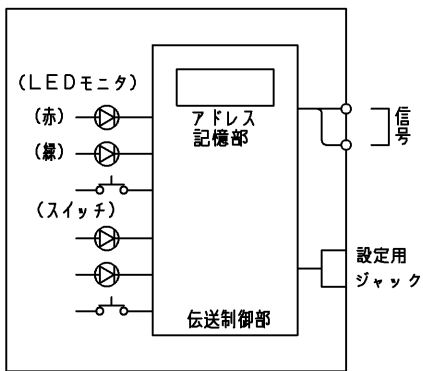 (LEDモニタ)
(赤)
(緑)
(スイッチ)
アドレス
記憶部
伝送制御部
信号
設定用
ジャック